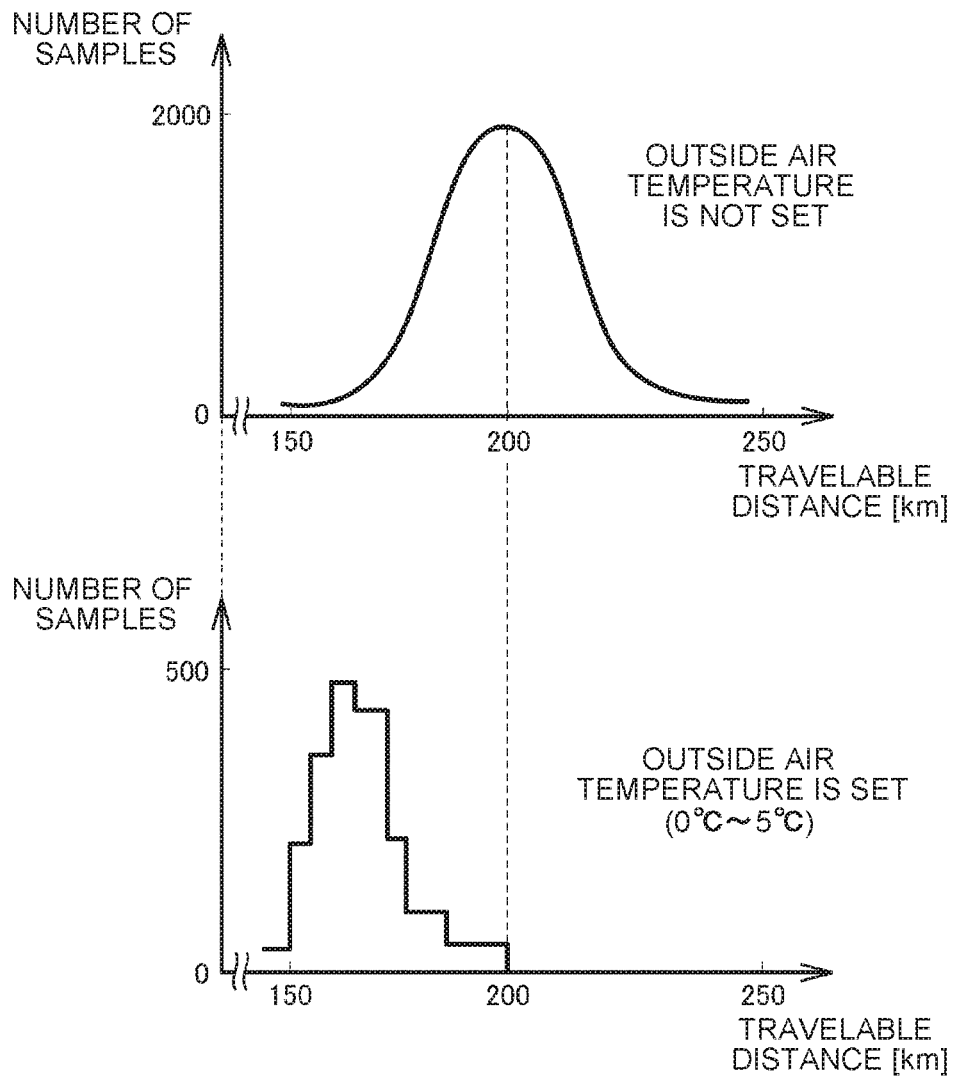 NUMBER OF
SAMPLES
2000
OUTSIDE AIR
TEMPERATURE
IS NOT SET
0
150
200
250
TRAVELABLE
DISTANCE [km]
NUMBER OF
SAMPLES
500
OUTSIDE AIR
TEMPERATURE IS SET
(0℃～5℃)
0
150
200
250
TRAVELABLE
DISTANCE [km]